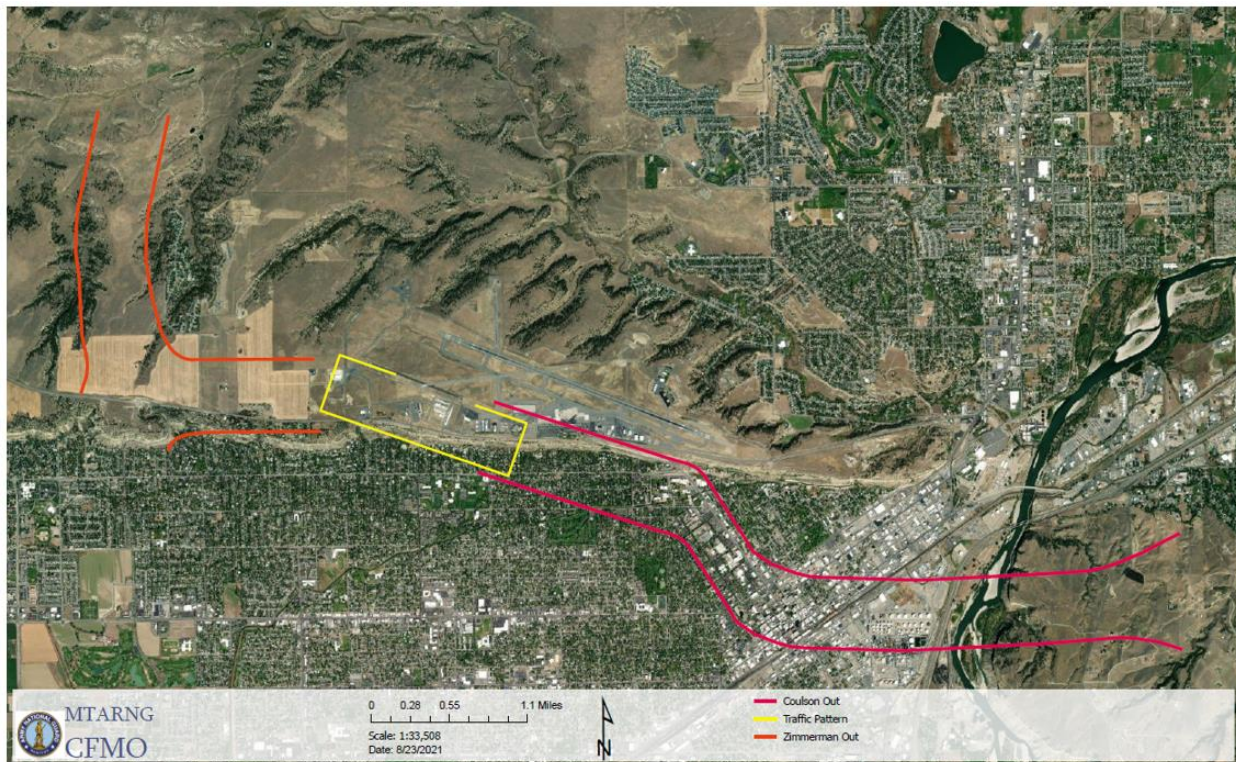 MTARNG
CFMO
0 0.28 0.55 1.1 Miles
Scale: 1:33,508
Date: 8/23/2021
N
Coulson Out
Traffic Pattern
Zimmerman Out